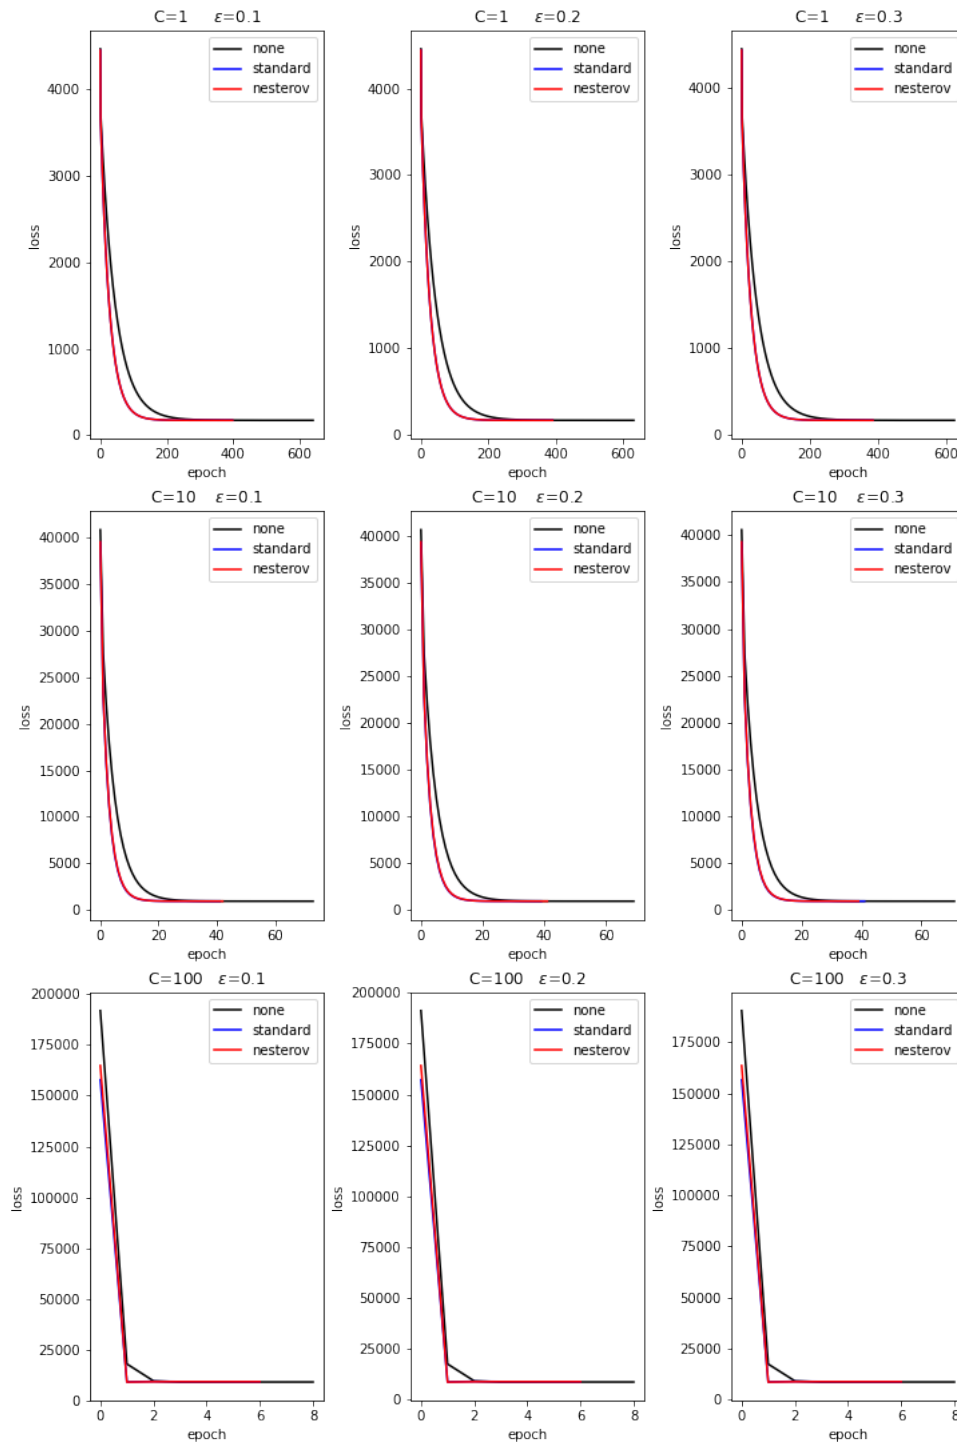 C=1 ε=0.1
none
standard
nesterov
loss
4000
3000
2000
1000
0
0 200 400 600
epoch
C=1 ε=0.2
none
standard
nesterov
loss
4000
3000
2000
1000
0
0 200 400 600
epoch
C=1 ε=0.3
none
standard
nesterov
loss
4000
3000
2000
1000
0
0 200 400 600
epoch
C=10 ε=0.1
none
standard
nesterov
loss
40000
35000
30000
25000
20000
15000
10000
5000
0
0 20 40 60
epoch
C=10 ε=0.2
none
standard
nesterov
loss
40000
35000
30000
25000
20000
15000
10000
5000
0
0 20 40 60
epoch
C=10 ε=0.3
none
standard
nesterov
loss
40000
35000
30000
25000
20000
15000
10000
5000
0
0 20 40 60
epoch
C=100 ε=0.1
none
standard
nesterov
loss
200000
175000
150000
125000
100000
75000
50000
25000
0
0 2 4 6 8
epoch
C=100 ε=0.2
none
standard
nesterov
loss
200000
175000
150000
125000
100000
75000
50000
25000
0
0 2 4 6 8
epoch
C=100 ε=0.3
none
standard
nesterov
loss
175000
150000
125000
100000
75000
50000
25000
0
0 2 4 6 8
epoch